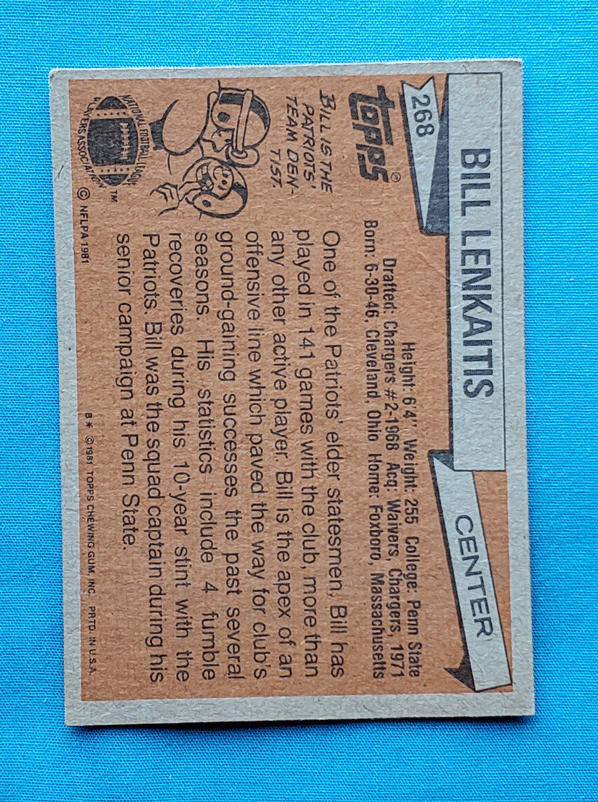 268
BILL LENKAITIS
CENTER
topps®
Height: 6'4" Weight: 255 College: Penn State
Drafted: Chargers #2-1968 Acq: Waivers, Chargers, 1971
Born: 6-30-46, Cleveland, Ohio Home: Foxboro, Massachusetts
BILL IS THE
PATRIOTS'
TEAM DEN-
TIST.
One of the Patriots' elder statesmen, Bill has
played in 141 games with the club, more than
any other active player. Bill is the apex of an
offensive line which paved the way for club's
ground-gaining successes the past several
seasons. His statistics include 4 fumble
recoveries during his 10-year stint with the
Patriots. Bill was the squad captain during his
senior campaign at Penn State.
NATIONAL FOOTBALL LEAGUE
PLAYERS ASSOCIATION
TM
© NFLPA 1981
B* ©1981 TOPPS CHEWING GUM, INC. PRTD. IN U.S.A.